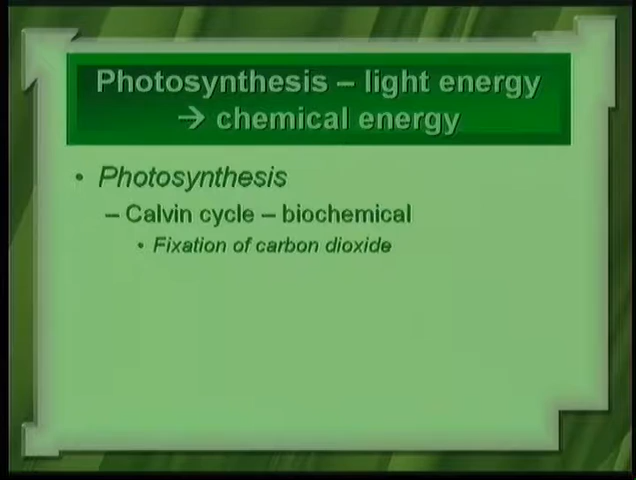 Photosynthesis – light energy
→ chemical energy
• Photosynthesis
– Calvin cycle – biochemical
• Fixation of carbon dioxide